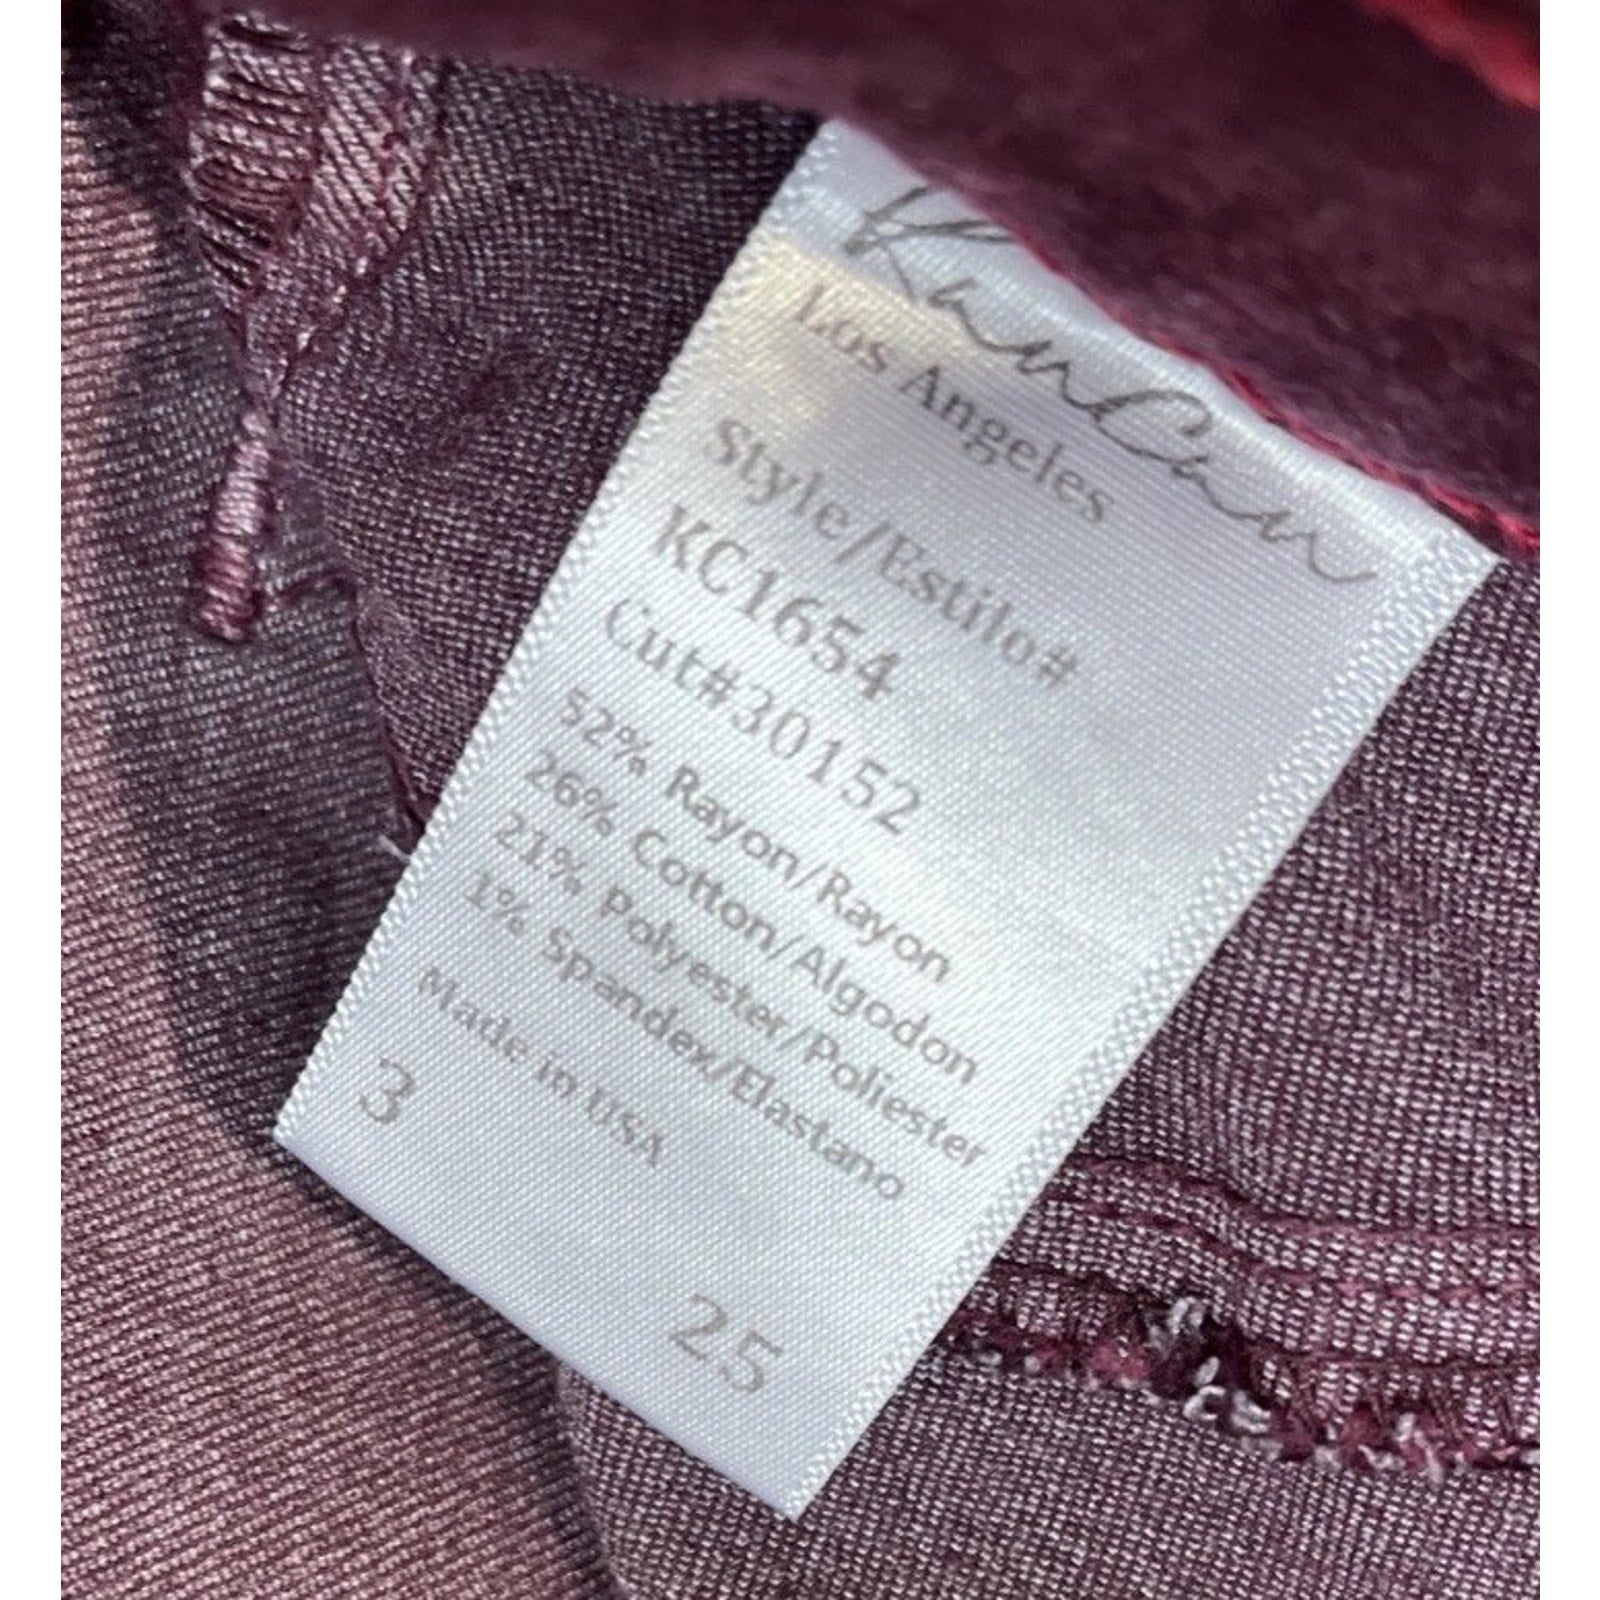 KanCan
Los Angeles
Style/Estilo#
KC1654
Cut#30152
52% Rayon/Rayon
26% Cotton/Algodon
21% Polyester/Poliester
1% Spandex/Elastano
Made in USA
3 25